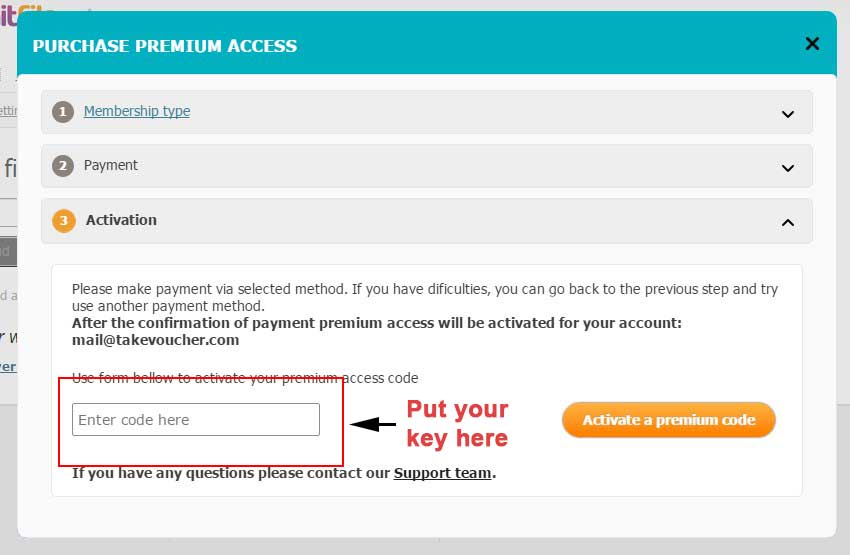 PURCHASE PREMIUM ACCESS
1 Membership type
2 Payment
3 Activation
Please make payment via selected method. If you have dificulties, you can go back to the previous step and try
use another payment method.
After the confirmation of payment premium access will be activated for your account:
mail@takevoucher.com
Use form bellow to activate your premium access code
Enter code here
Put your
key here
Activate a premium code
If you have any questions please contact our Support team.